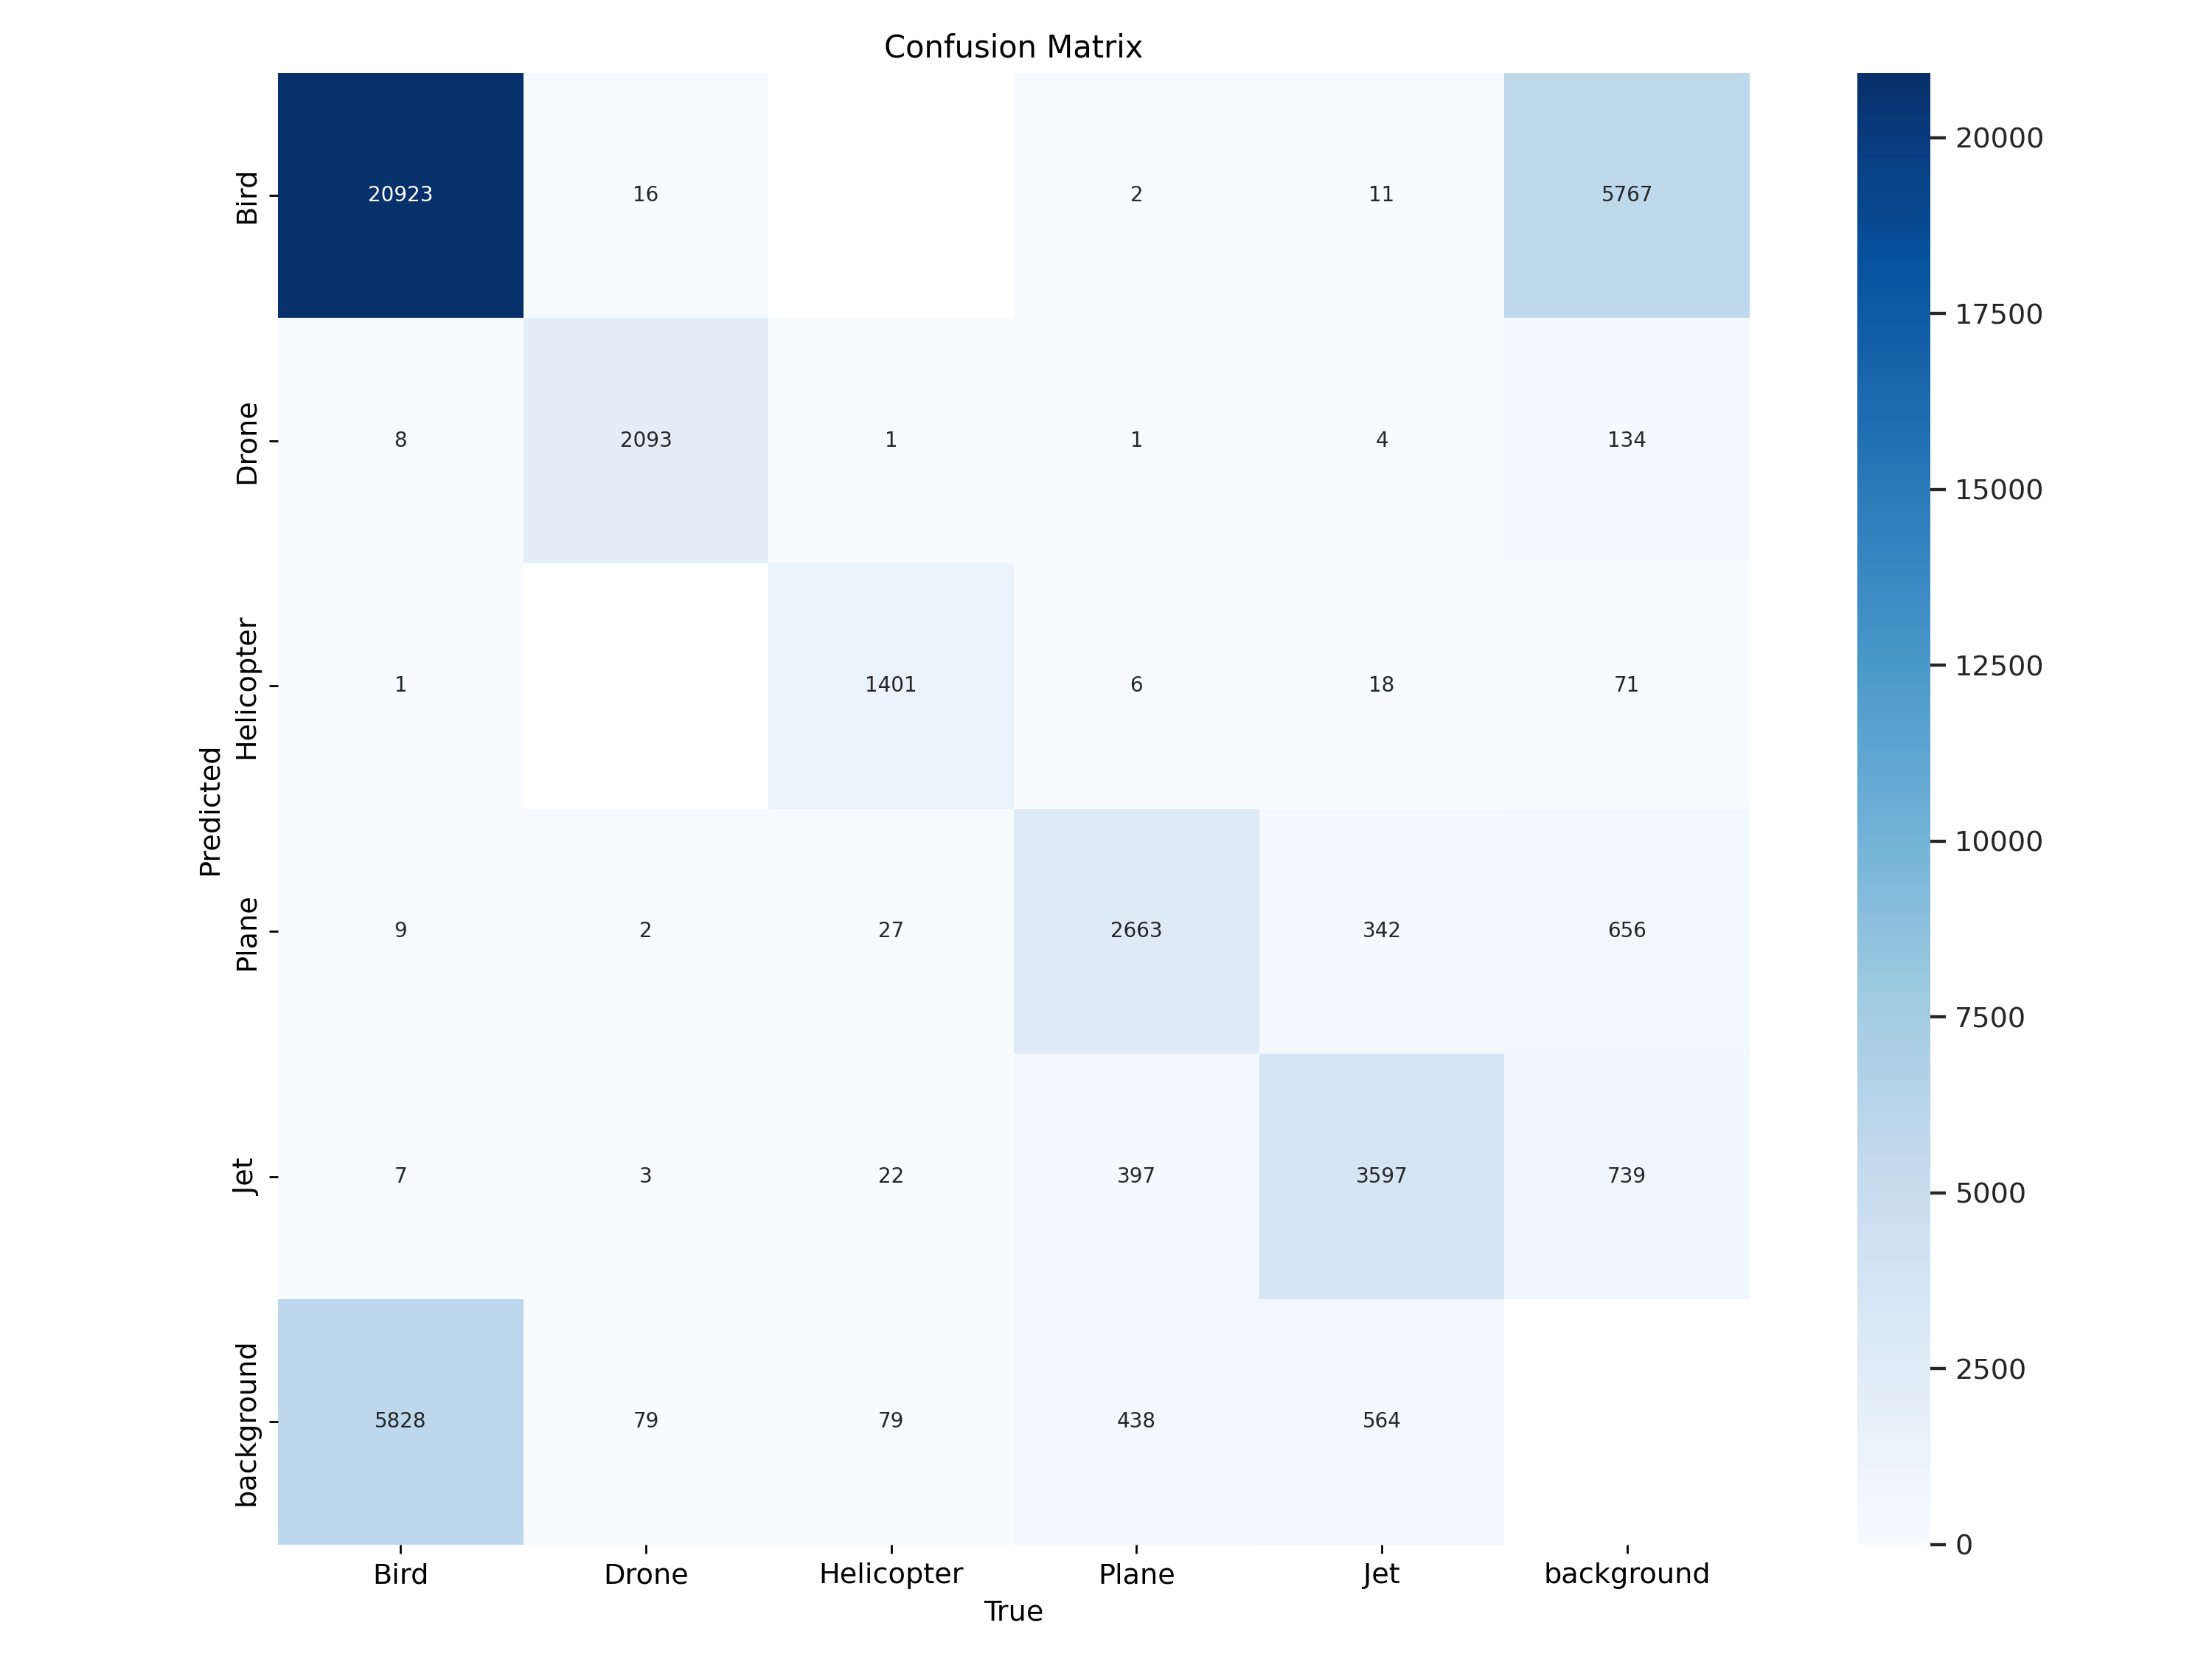 Confusion Matrix
Bird
20923
16
2
11
5767
Drone
8
2093
1
1
4
134
Helicopter
1
1401
6
18
71
Plane
9
2
27
2663
342
656
Jet
7
3
22
397
3597
739
background
5828
79
79
438
564
Predicted
Bird
Drone
Helicopter
Plane
Jet
background
True
20000
17500
15000
12500
10000
7500
5000
2500
0